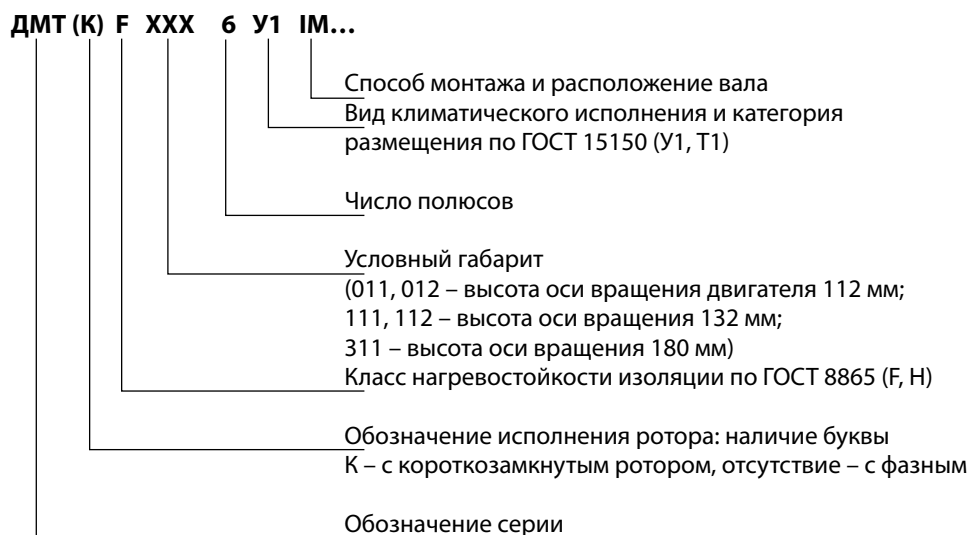 ДМТ (К) F XXX 6 У1 IM…
Способ монтажа и расположение вала
Вид климатического исполнения и категория
размещения по ГОСТ 15150 (У1, Т1)
Число полюсов
Условный габарит
(011, 012 – высота оси вращения двигателя 112 мм;
111, 112 – высота оси вращения 132 мм;
311 – высота оси вращения 180 мм)
Класс нагревостойкости изоляции по ГОСТ 8865 (F, H)
Обозначение исполнения ротора: наличие буквы
К – с короткозамкнутым ротором, отсутствие – с фазным
Обозначение серии